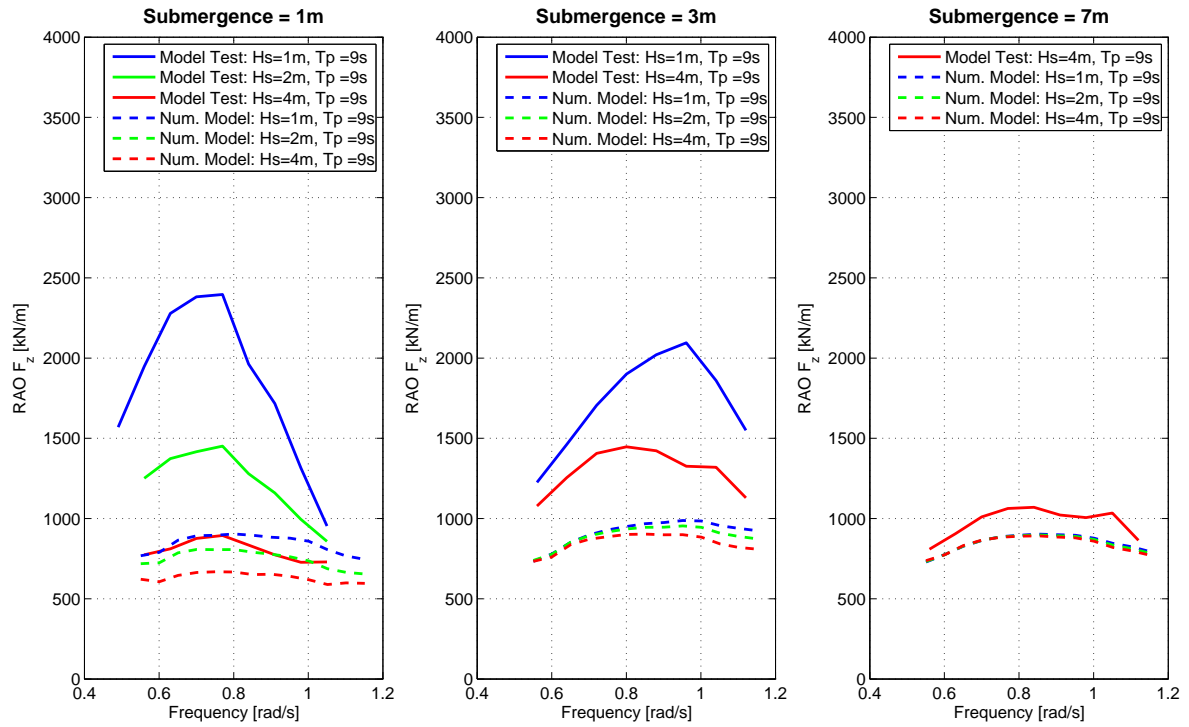 Submergence = 1m
4000
3500
3000
2500
2000
1500
1000
500
0
RAO F_z [kN/m]
0.4 0.6 0.8 1 1.2
Frequency [rad/s]
Model Test: Hs=1m, Tp =9s
Model Test: Hs=2m, Tp =9s
Model Test: Hs=4m, Tp =9s
Num. Model: Hs=1m, Tp =9s
Num. Model: Hs=2m, Tp =9s
Num. Model: Hs=4m, Tp =9s
Submergence = 3m
4000
3500
3000
2500
2000
1500
1000
500
0
RAO F_z [kN/m]
0.4 0.6 0.8 1 1.2
Frequency [rad/s]
Model Test: Hs=1m, Tp =9s
Model Test: Hs=4m, Tp =9s
Num. Model: Hs=1m, Tp =9s
Num. Model: Hs=2m, Tp =9s
Num. Model: Hs=4m, Tp =9s
Submergence = 7m
4000
3500
3000
2500
2000
1500
1000
500
0
RAO F_z [kN/m]
0.4 0.6 0.8 1 1.2
Frequency [rad/s]
Model Test: Hs=4m, Tp =9s
Num. Model: Hs=1m, Tp =9s
Num. Model: Hs=2m, Tp =9s
Num. Model: Hs=4m, Tp =9s